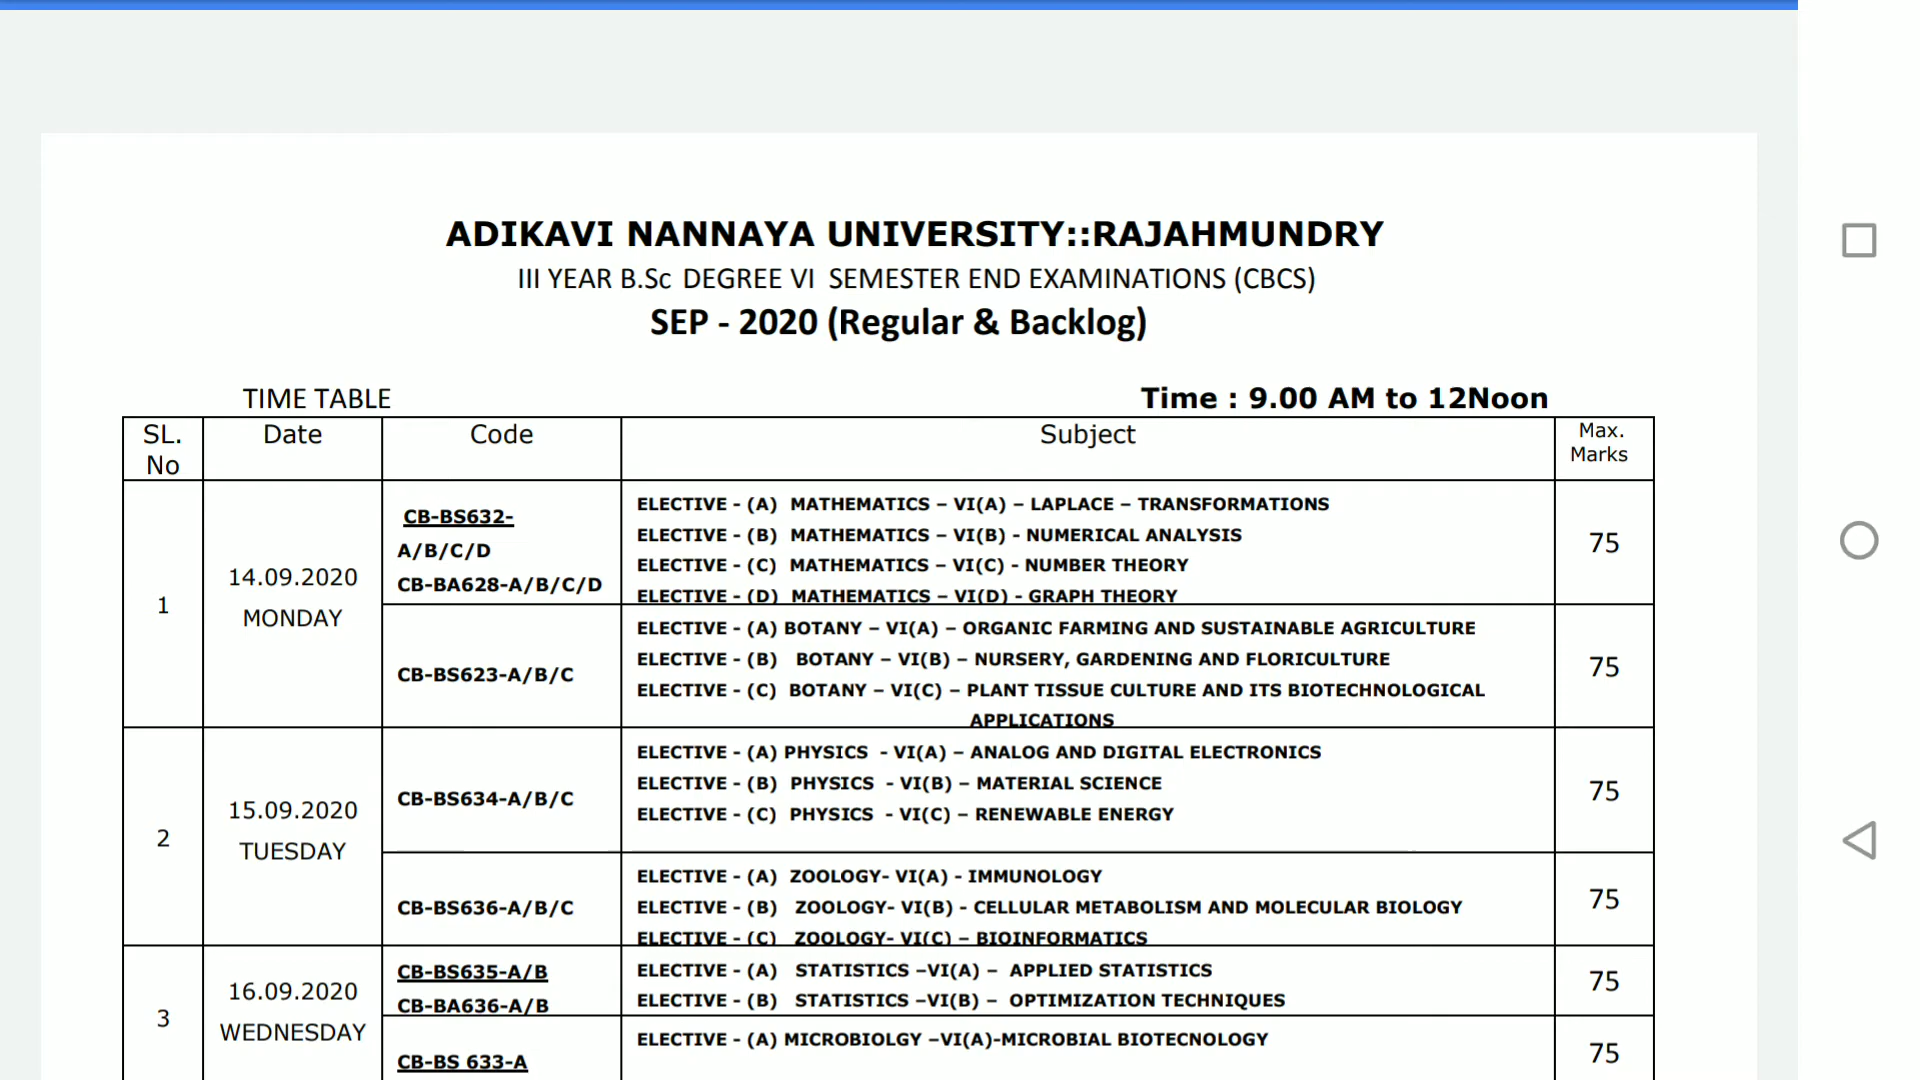 ADIKAVI NANNAYA UNIVERSITY::RAJAHMUNDRY
III YEAR B.Sc DEGREE VI SEMESTER END EXAMINATIONS (CBCS)
SEP - 2020 (Regular & Backlog)
TIME TABLE Time : 9.00 AM to 12Noon
SL. No Date Code Subject Max. Marks
1
14.09.2020
MONDAY
CB-BS632-
A/B/C/D
CB-BA628-A/B/C/D
ELECTIVE - (A) MATHEMATICS – VI(A) – LAPLACE – TRANSFORMATIONS
ELECTIVE - (B) MATHEMATICS – VI(B) - NUMERICAL ANALYSIS
ELECTIVE - (C) MATHEMATICS – VI(C) - NUMBER THEORY
ELECTIVE - (D) MATHEMATICS – VI(D) - GRAPH THEORY
75
CB-BS623-A/B/C
ELECTIVE - (A) BOTANY – VI(A) – ORGANIC FARMING AND SUSTAINABLE AGRICULTURE
ELECTIVE - (B) BOTANY – VI(B) – NURSERY, GARDENING AND FLORICULTURE
ELECTIVE - (C) BOTANY – VI(C) – PLANT TISSUE CULTURE AND ITS BIOTECHNOLOGICAL
APPLICATIONS
75
2
15.09.2020
TUESDAY
CB-BS634-A/B/C
ELECTIVE - (A) PHYSICS - VI(A) – ANALOG AND DIGITAL ELECTRONICS
ELECTIVE - (B) PHYSICS - VI(B) – MATERIAL SCIENCE
ELECTIVE - (C) PHYSICS - VI(C) – RENEWABLE ENERGY
75
CB-BS636-A/B/C
ELECTIVE - (A) ZOOLOGY- VI(A) - IMMUNOLOGY
ELECTIVE - (B) ZOOLOGY- VI(B) - CELLULAR METABOLISM AND MOLECULAR BIOLOGY
ELECTIVE - (C) ZOOLOGY- VI(C) – BIOINFORMATICS
75
3
16.09.2020
WEDNESDAY
CB-BS635-A/B
CB-BA636-A/B
ELECTIVE - (A) STATISTICS –VI(A) – APPLIED STATISTICS
ELECTIVE - (B) STATISTICS –VI(B) – OPTIMIZATION TECHNIQUES
75
CB-BS 633-A
ELECTIVE - (A) MICROBIOLGY –VI(A)-MICROBIAL BIOTECNOLOGY
75